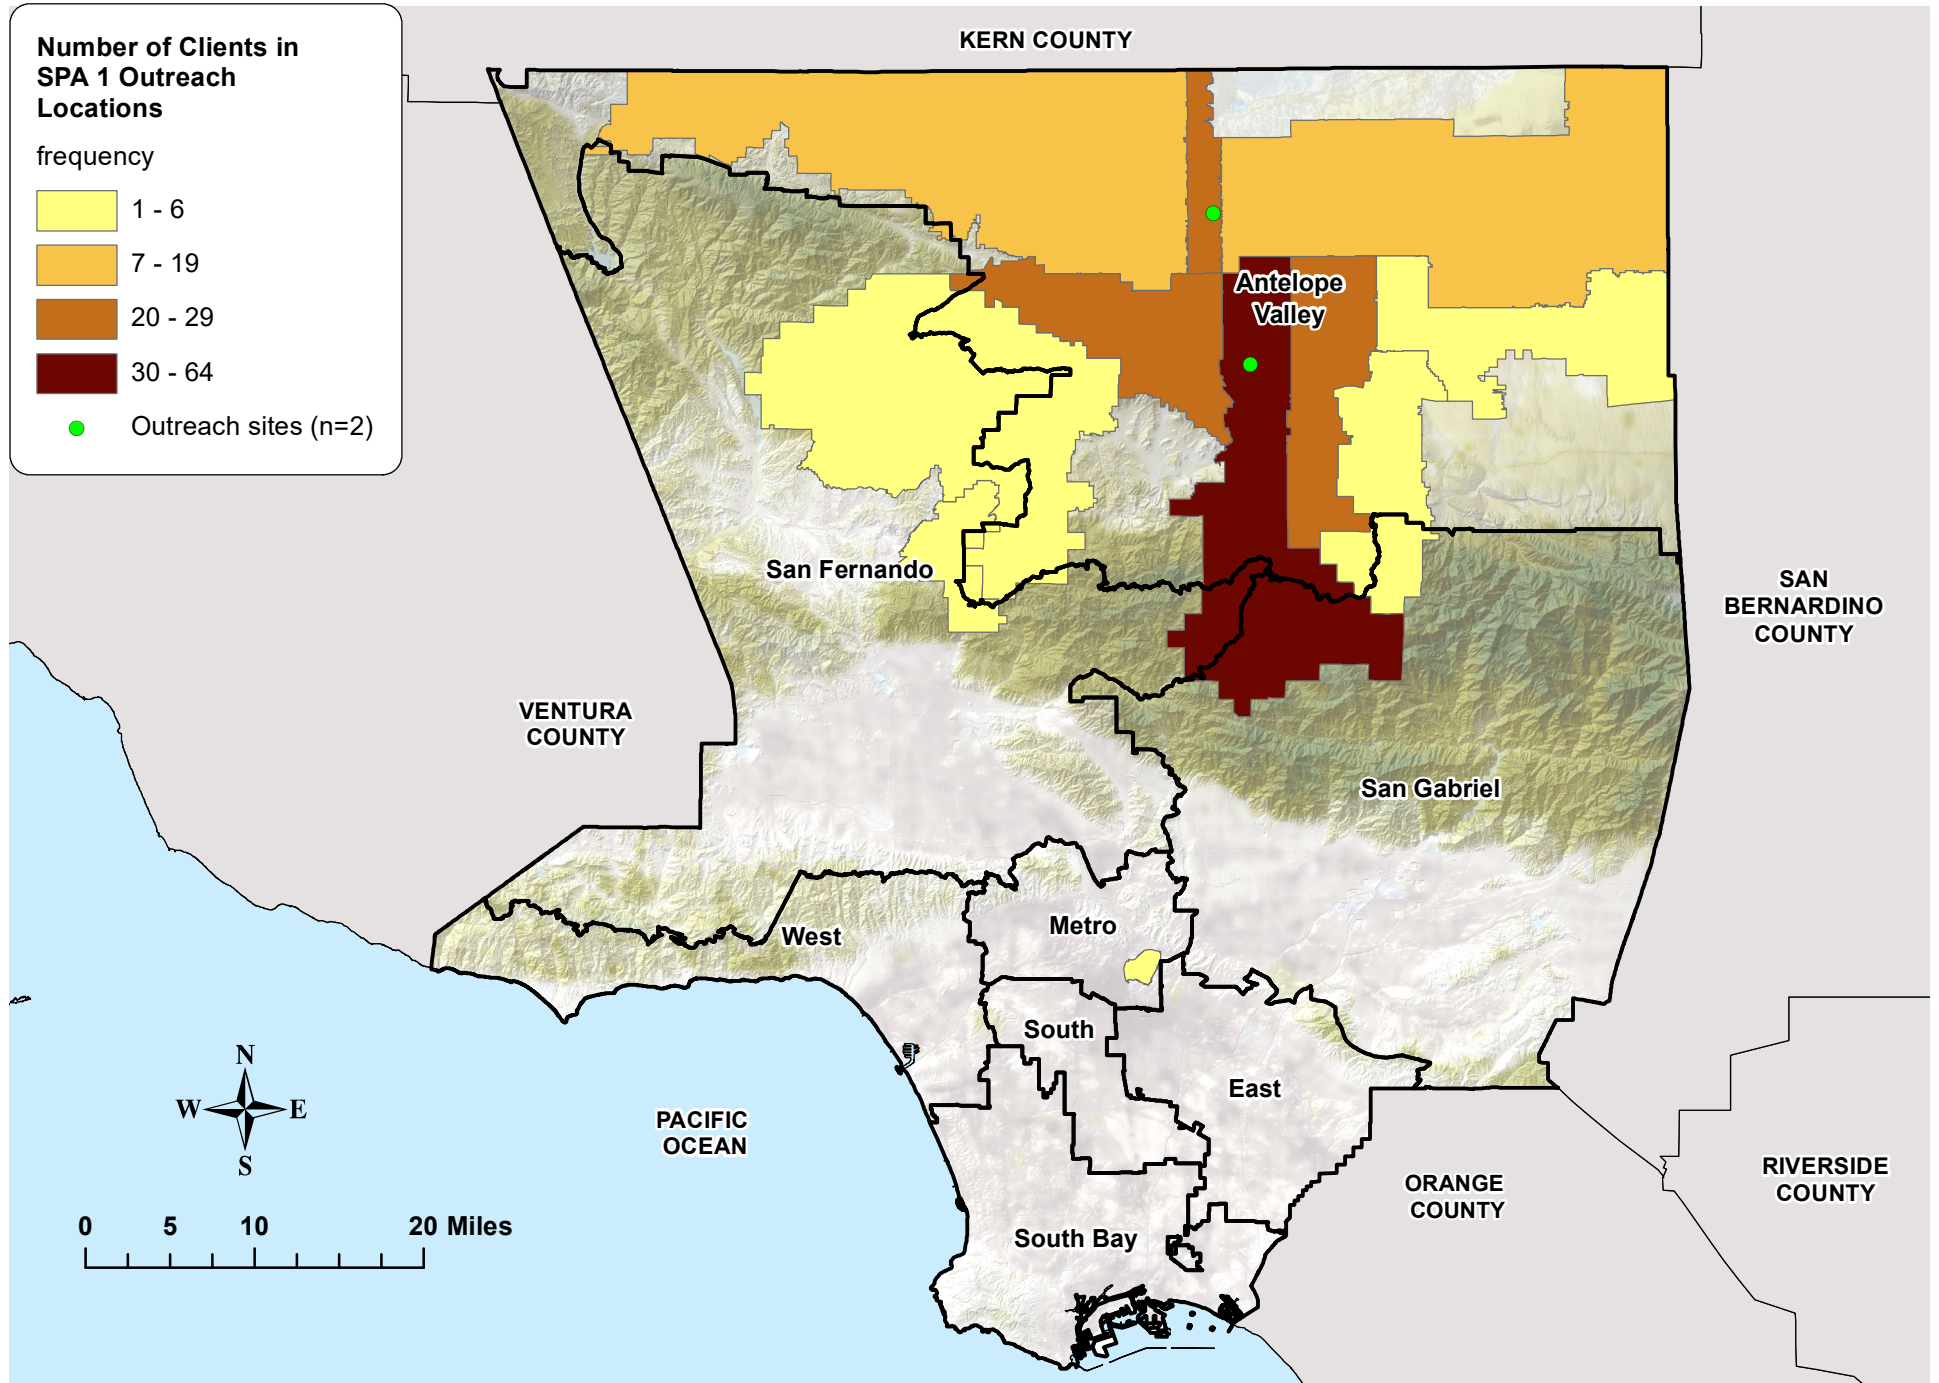 Number of Clients in
SPA 1 Outreach
Locations
frequency
1 - 6
7 - 19
20 - 29
30 - 64
Outreach sites (n=2)
KERN COUNTY
Antelope
Valley
San Fernando
SAN
BERNARDINO
COUNTY
VENTURA
COUNTY
San Gabriel
West
Metro
South
East
N
W
E
S
PACIFIC
OCEAN
RIVERSIDE
COUNTY
ORANGE
COUNTY
South Bay
0 5 10 20 Miles